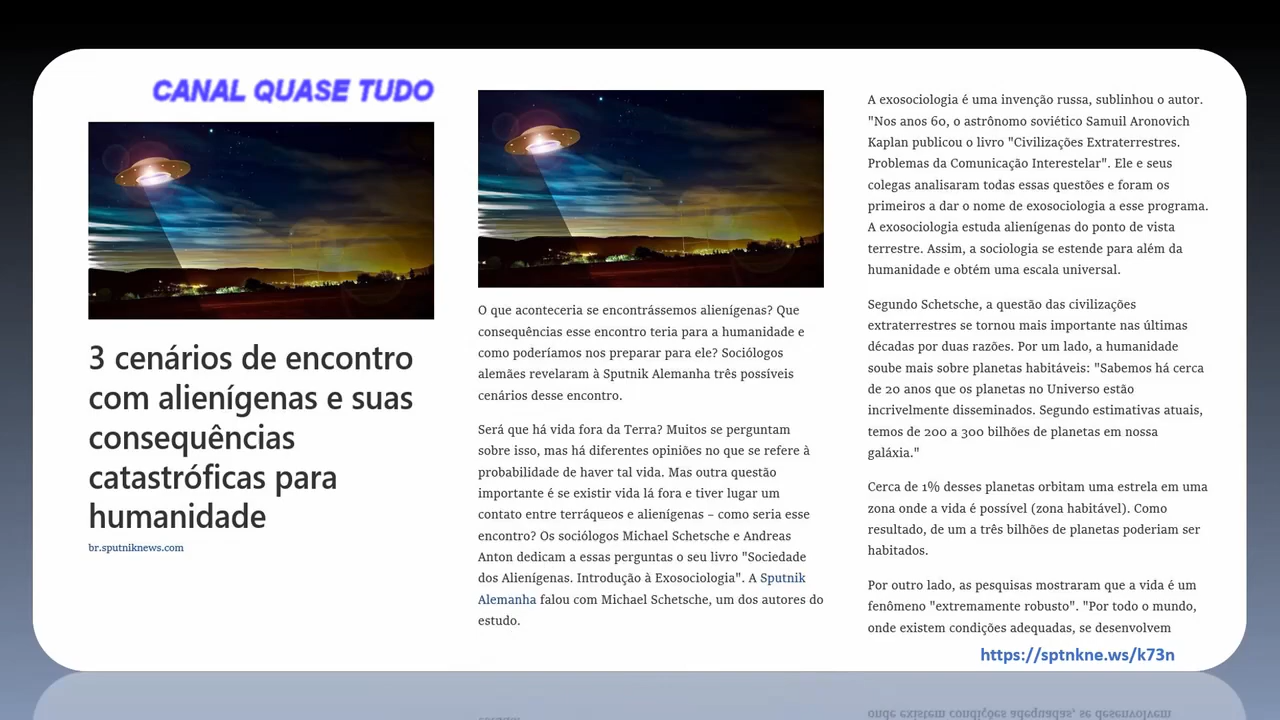 CANAL QUASE TUDO
3 cenários de encontro
com alienígenas e suas
consequências
catastróficas para
humanidade
br.sputniknews.com
O que aconteceria se encontrássemos alienígenas? Que
consequências esse encontro teria para a humanidade e
como poderíamos nos preparar para ele? Sociólogos
alemães revelaram à Sputnik Alemanha três possíveis
cenários desse encontro.
Será que há vida fora da Terra? Muitos se perguntam
sobre isso, mas há diferentes opiniões no que se refere à
probabilidade de haver tal vida. Mas outra questão
importante é se existir vida lá fora e tiver lugar um
contato entre terráqueos e alienígenas – como seria esse
encontro? Os sociólogos Michael Schetsche e Andreas
Anton dedicam a essas perguntas o seu livro "Sociedade
dos Alienígenas. Introdução à Exosociologia". A Sputnik
Alemanha falou com Michael Schetsche, um dos autores do
estudo.
A exosociologia é uma invenção russa, sublinhou o autor.
"Nos anos 60, o astrônomo soviético Samuil Aronovich
Kaplan publicou o livro "Civilizações Extraterrestres.
Problemas da Comunicação Interestelar". Ele e seus
colegas analisaram todas essas questões e foram os
primeiros a dar o nome de exosociologia a esse programa.
A exosociologia estuda alienígenas do ponto de vista
terrestre. Assim, a sociologia se estende para além da
humanidade e obtém uma escala universal.
Segundo Schetsche, a questão das civilizações
extraterrestres se tornou mais importante nas últimas
décadas por duas razões. Por um lado, a humanidade
soube mais sobre planetas habitáveis: "Sabemos há cerca
de 20 anos que os planetas no Universo estão
incrivelmente disseminados. Segundo estimativas atuais,
temos de 200 a 300 bilhões de planetas em nossa
galáxia."
Cerca de 1% desses planetas orbitam uma estrela em uma
zona onde a vida é possível (zona habitável). Como
resultado, de um a três bilhões de planetas poderiam ser
habitados.
Por outro lado, as pesquisas mostraram que a vida é um
fenômeno "extremamente robusto". "Por todo o mundo,
onde existem condições adequadas, se desenvolvem
https://sptnkne.ws/k73n